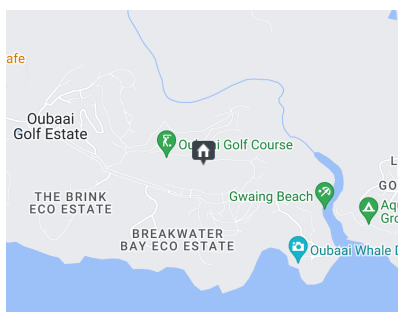 afe
Oubaai
Golf Estate
Oubaai Golf Course
L
GO
Gwaing Beach
THE BRINK
ECO ESTATE
Aqu
Gro
BREAKWATER
BAY ECO ESTATE
Oubaai Whale D